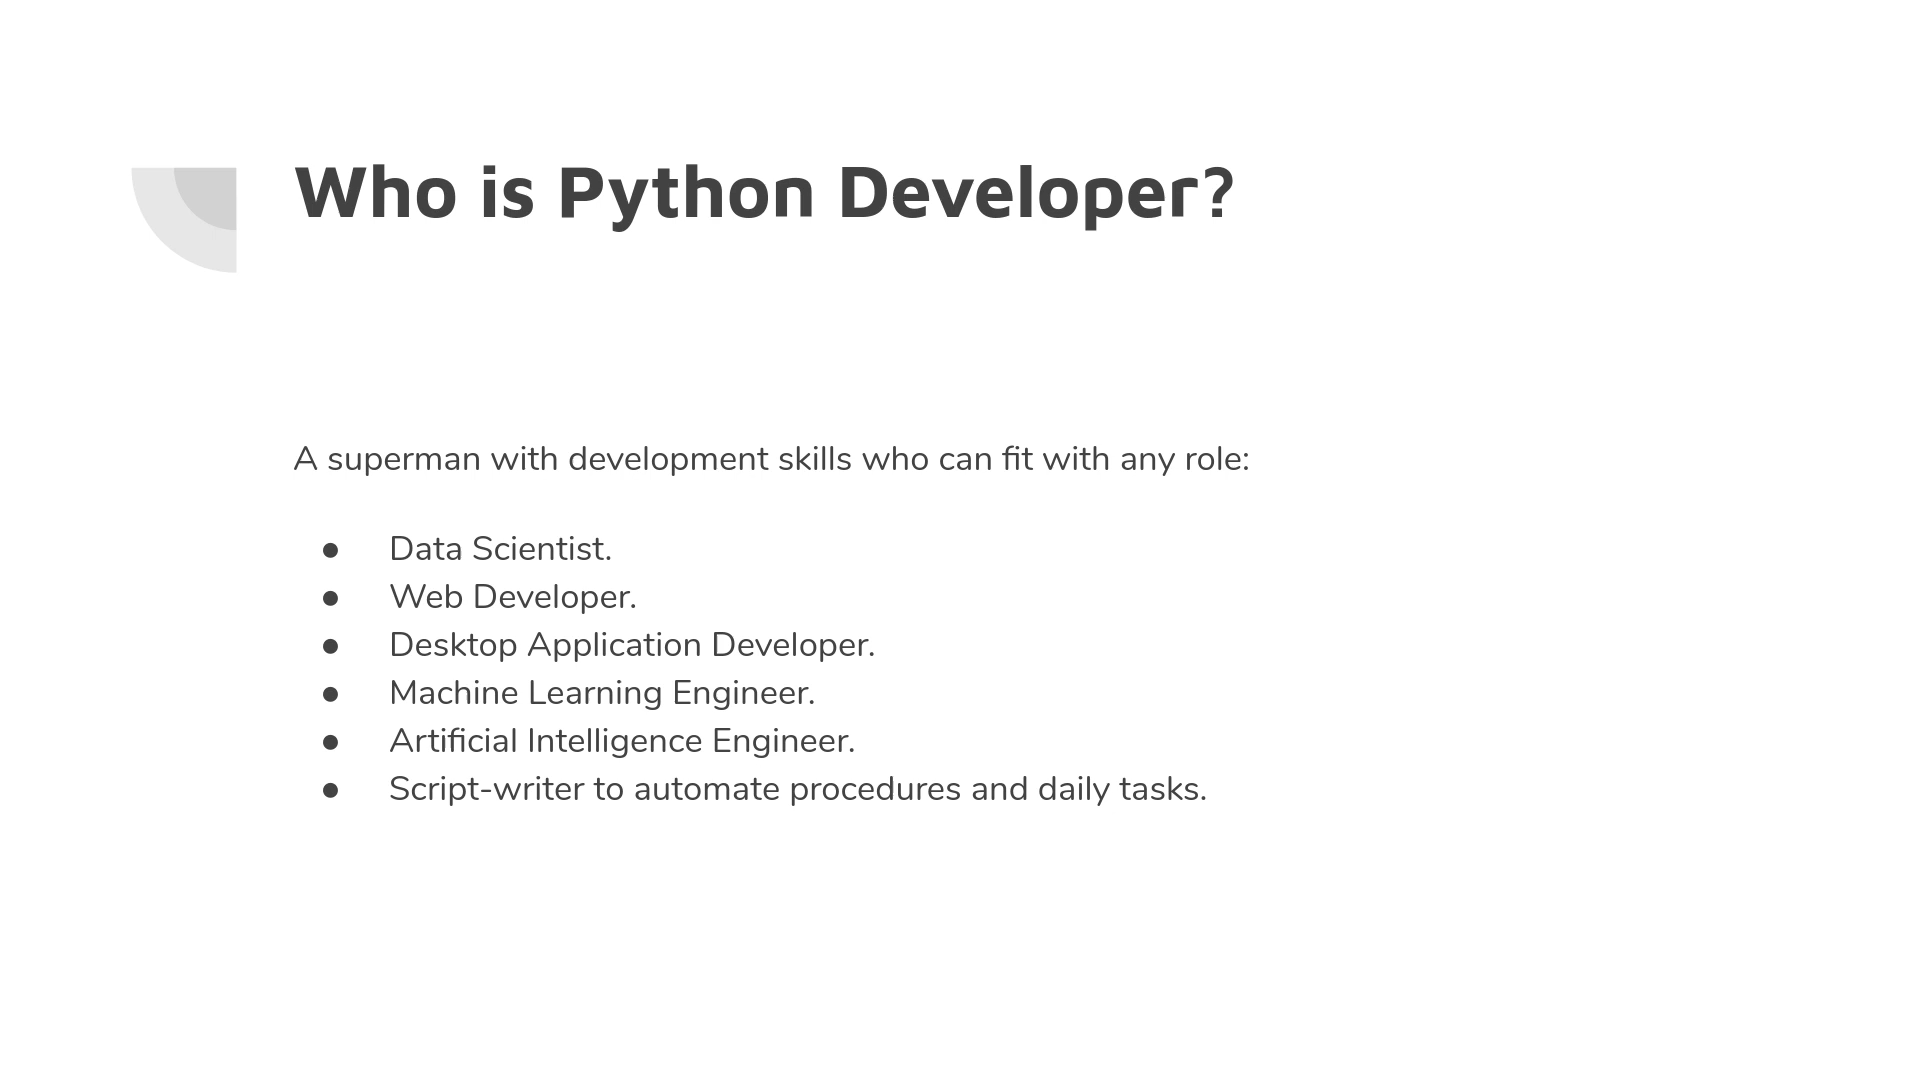 Who is Python Developer?
A superman with development skills who can fit with any role:
● Data Scientist.
● Web Developer.
● Desktop Application Developer.
● Machine Learning Engineer.
● Artificial Intelligence Engineer.
● Script-writer to automate procedures and daily tasks.